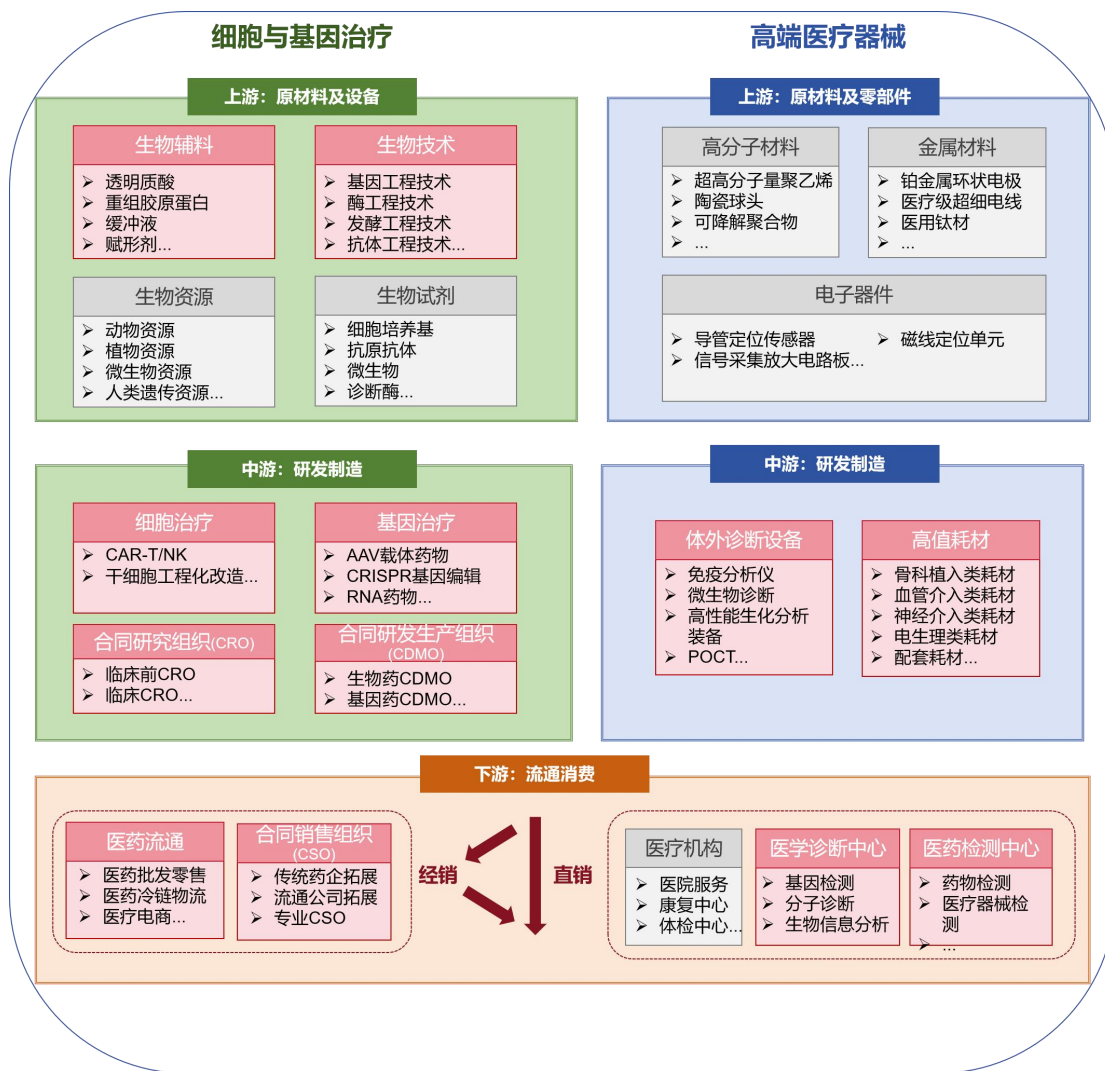 细胞与基因治疗
高端医疗器械
上游：原材料及设备
生物辅料
➢ 透明质酸
➢ 重组胶原蛋白
➢ 缓冲液
➢ 赋形剂...
生物技术
➢ 基因工程技术
➢ 酶工程技术
➢ 发酵工程技术
➢ 抗体工程技术...
生物资源
➢ 动物资源
➢ 植物资源
➢ 微生物资源
➢ 人类遗传资源...
生物试剂
➢ 细胞培养基
➢ 抗原抗体
➢ 微生物
➢ 诊断酶...
上游：原材料及零部件
高分子材料
➢ 超高分子量聚乙烯
➢ 陶瓷球头
➢ 可降解聚合物
➢ ...
金属材料
➢ 铂金属环状电极
➢ 医疗级超细电线
➢ 医用钛材
➢ ...
电子器件
➢ 导管定位传感器
➢ 信号采集放大电路板...
➢ 磁线定位单元
中游：研发制造
细胞治疗
➢ CAR-T/NK
➢ 干细胞工程化改造...
基因治疗
➢ AAV载体药物
➢ CRISPR基因编辑
➢ RNA药物...
合同研究组织(CRO)
➢ 临床前CRO
➢ 临床CRO...
合同研发生产组织
(CDMO)
➢ 生物药CDMO
➢ 基因药CDMO...
中游：研发制造
体外诊断设备
➢ 免疫分析仪
➢ 微生物诊断
➢ 高性能生化分析
装备
➢ POCT...
高值耗材
➢ 骨科植入类耗材
➢ 血管介入类耗材
➢ 神经介入类耗材
➢ 电生理类耗材
➢ 配套耗材...
下游：流通消费
医药流通
➢ 医药批发零售
➢ 医药冷链物流
➢ 医疗电商...
合同销售组织
(CSO)
➢ 传统药企拓展
➢ 流通公司拓展
➢ 专业CSO
经销
直销
医疗机构
➢ 医院服务
➢ 康复中心
➢ 体检中心...
医学诊断中心
➢ 基因检测
➢ 分子诊断
➢ 生物信息分析
医药检测中心
➢ 药物检测
➢ 医疗器械检
测
➢ ...